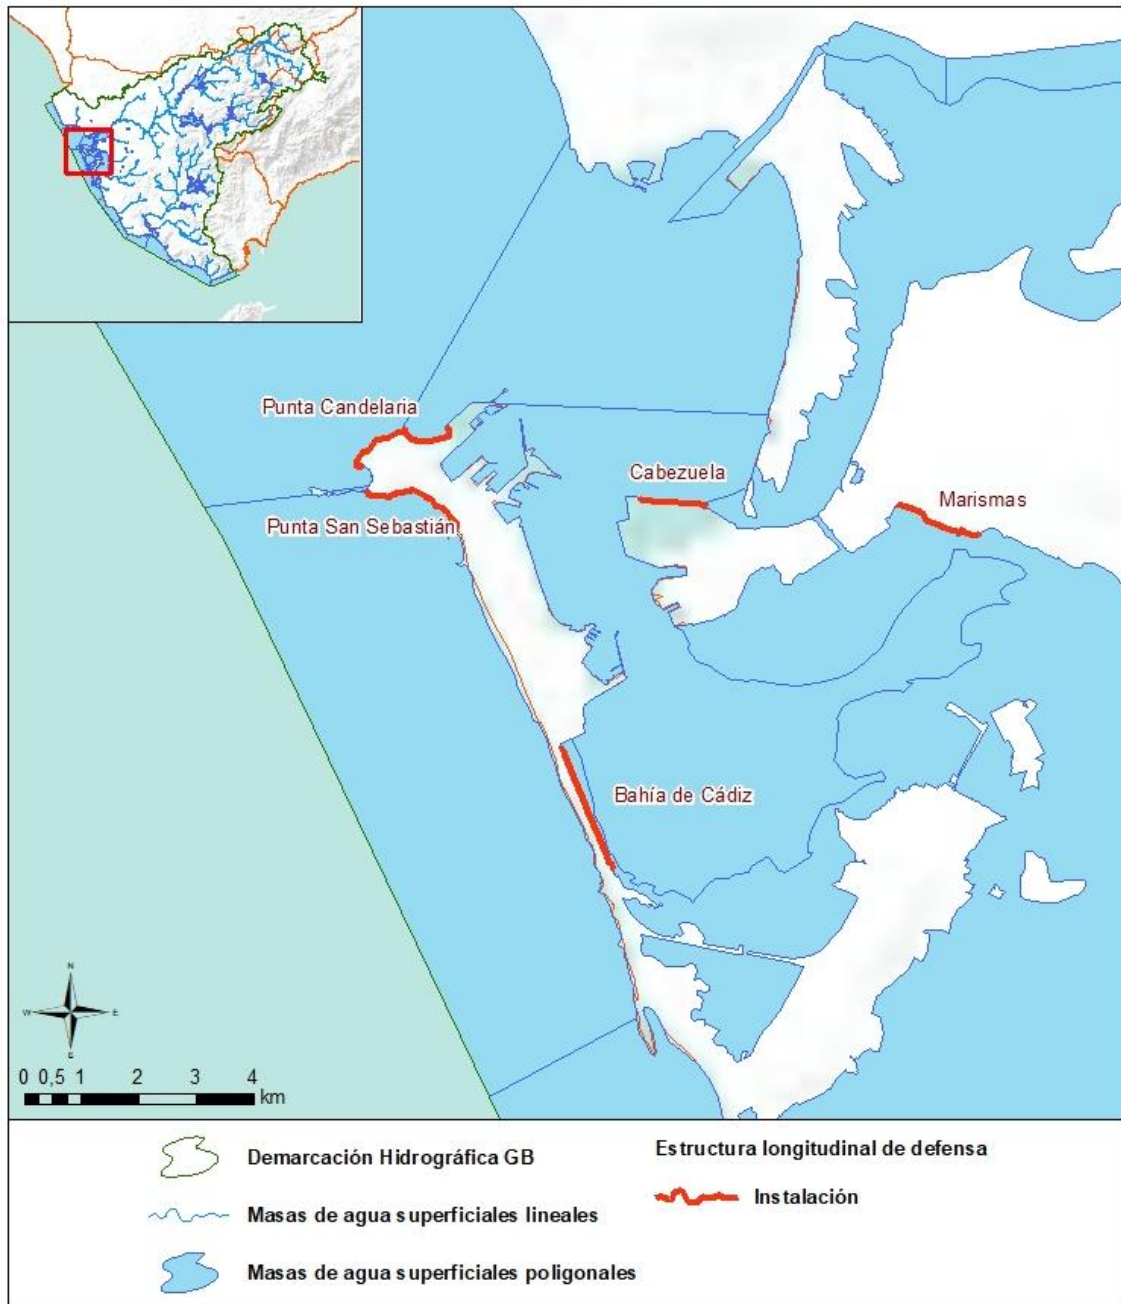 Punta Candelaria
Cabezuela
Marismas
Punta San Sebastián
Bahía de Cádiz
N
W E
S
0 0,5 1 2 3 4
km
Demarcación Hidrográfica GB
Masas de agua superficiales lineales
Masas de agua superficiales poligonales
Estructura longitudinal de defensa
Instalación